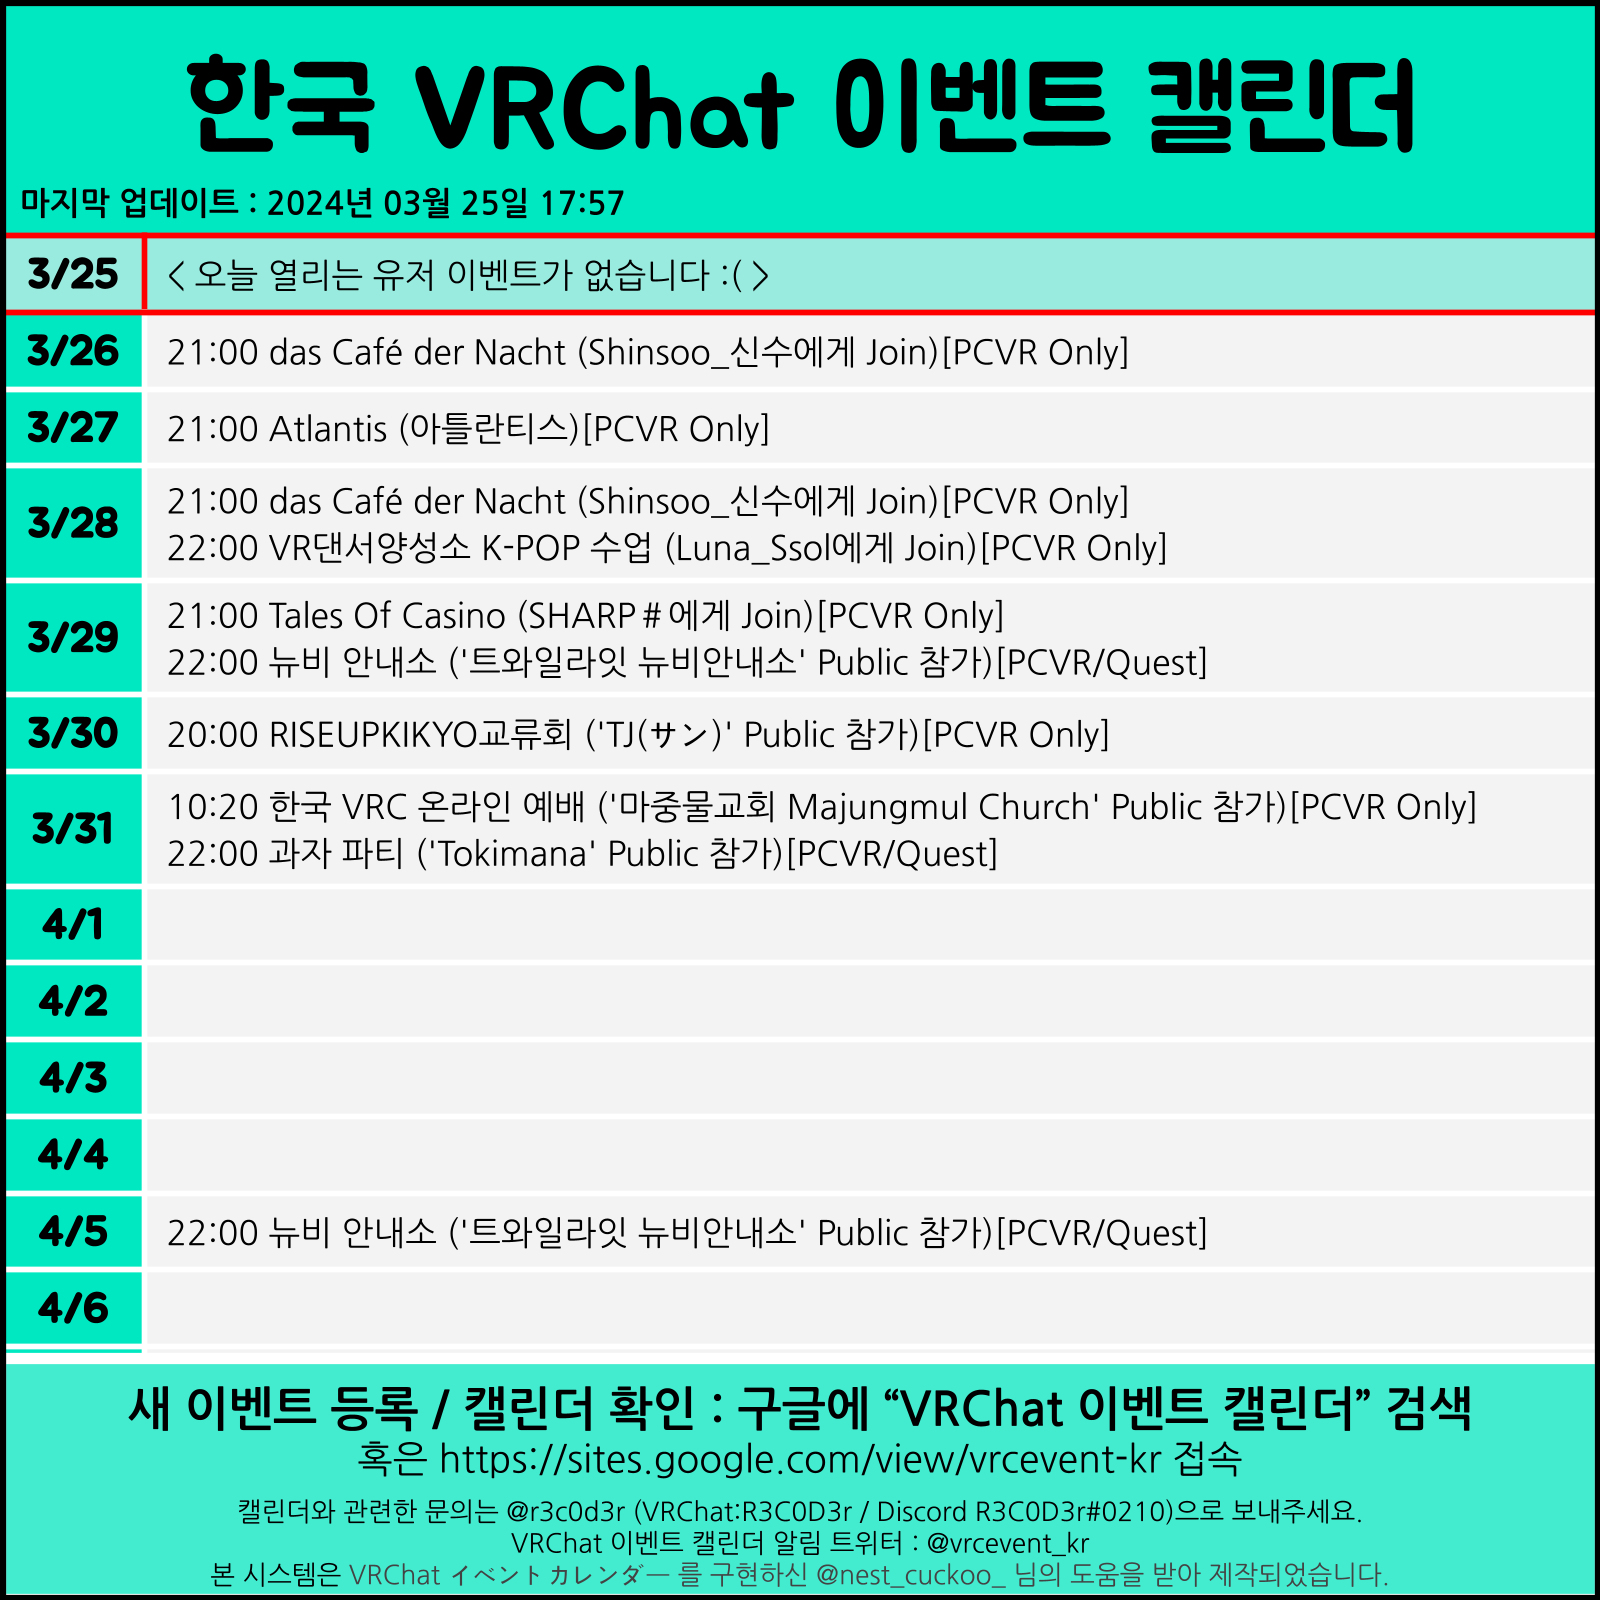 한국 VRChat 이벤트 캘린더
마지막 업데이트 : 2024년 03월 25일 17:57
3/25 < 오늘 열리는 유저 이벤트가 없습니다 :( >
3/26 21:00 das Café der Nacht (Shinsoo_신수에게 Join)[PCVR Only]
3/27 21:00 Atlantis (아틀란티스)[PCVR Only]
3/28 21:00 das Café der Nacht (Shinsoo_신수에게 Join)[PCVR Only]
22:00 VR댄서양성소 K-POP 수업 (Luna_Ssol에게 Join)[PCVR Only]
3/29 21:00 Tales Of Casino (SHARP＃에게 Join)[PCVR Only]
22:00 뉴비 안내소 ('트와일라잇 뉴비안내소' Public 참가)[PCVR/Quest]
3/30 20:00 RISEUPKIKYO교류회 ('TJ(サン)' Public 참가)[PCVR Only]
3/31 10:20 한국 VRC 온라인 예배 ('마중물교회 Majungmul Church' Public 참가)[PCVR Only]
22:00 과자 파티 ('Tokimana' Public 참가)[PCVR/Quest]
4/1
4/2
4/3
4/4
4/5 22:00 뉴비 안내소 ('트와일라잇 뉴비안내소' Public 참가)[PCVR/Quest]
4/6
새 이벤트 등록 / 캘린더 확인 : 구글에 “VRChat 이벤트 캘린더” 검색
혹은 https://sites.google.com/view/vrcevent-kr 접속
캘린더와 관련한 문의는 @r3c0d3r (VRChat:R3C0D3r / Discord R3C0D3r#0210)으로 보내주세요.
VRChat 이벤트 캘린더 알림 트위터 : @vrcevent_kr
본 시스템은 VRChat イベントカレンダー 를 구현하신 @nest_cuckoo_ 님의 도움을 받아 제작되었습니다.